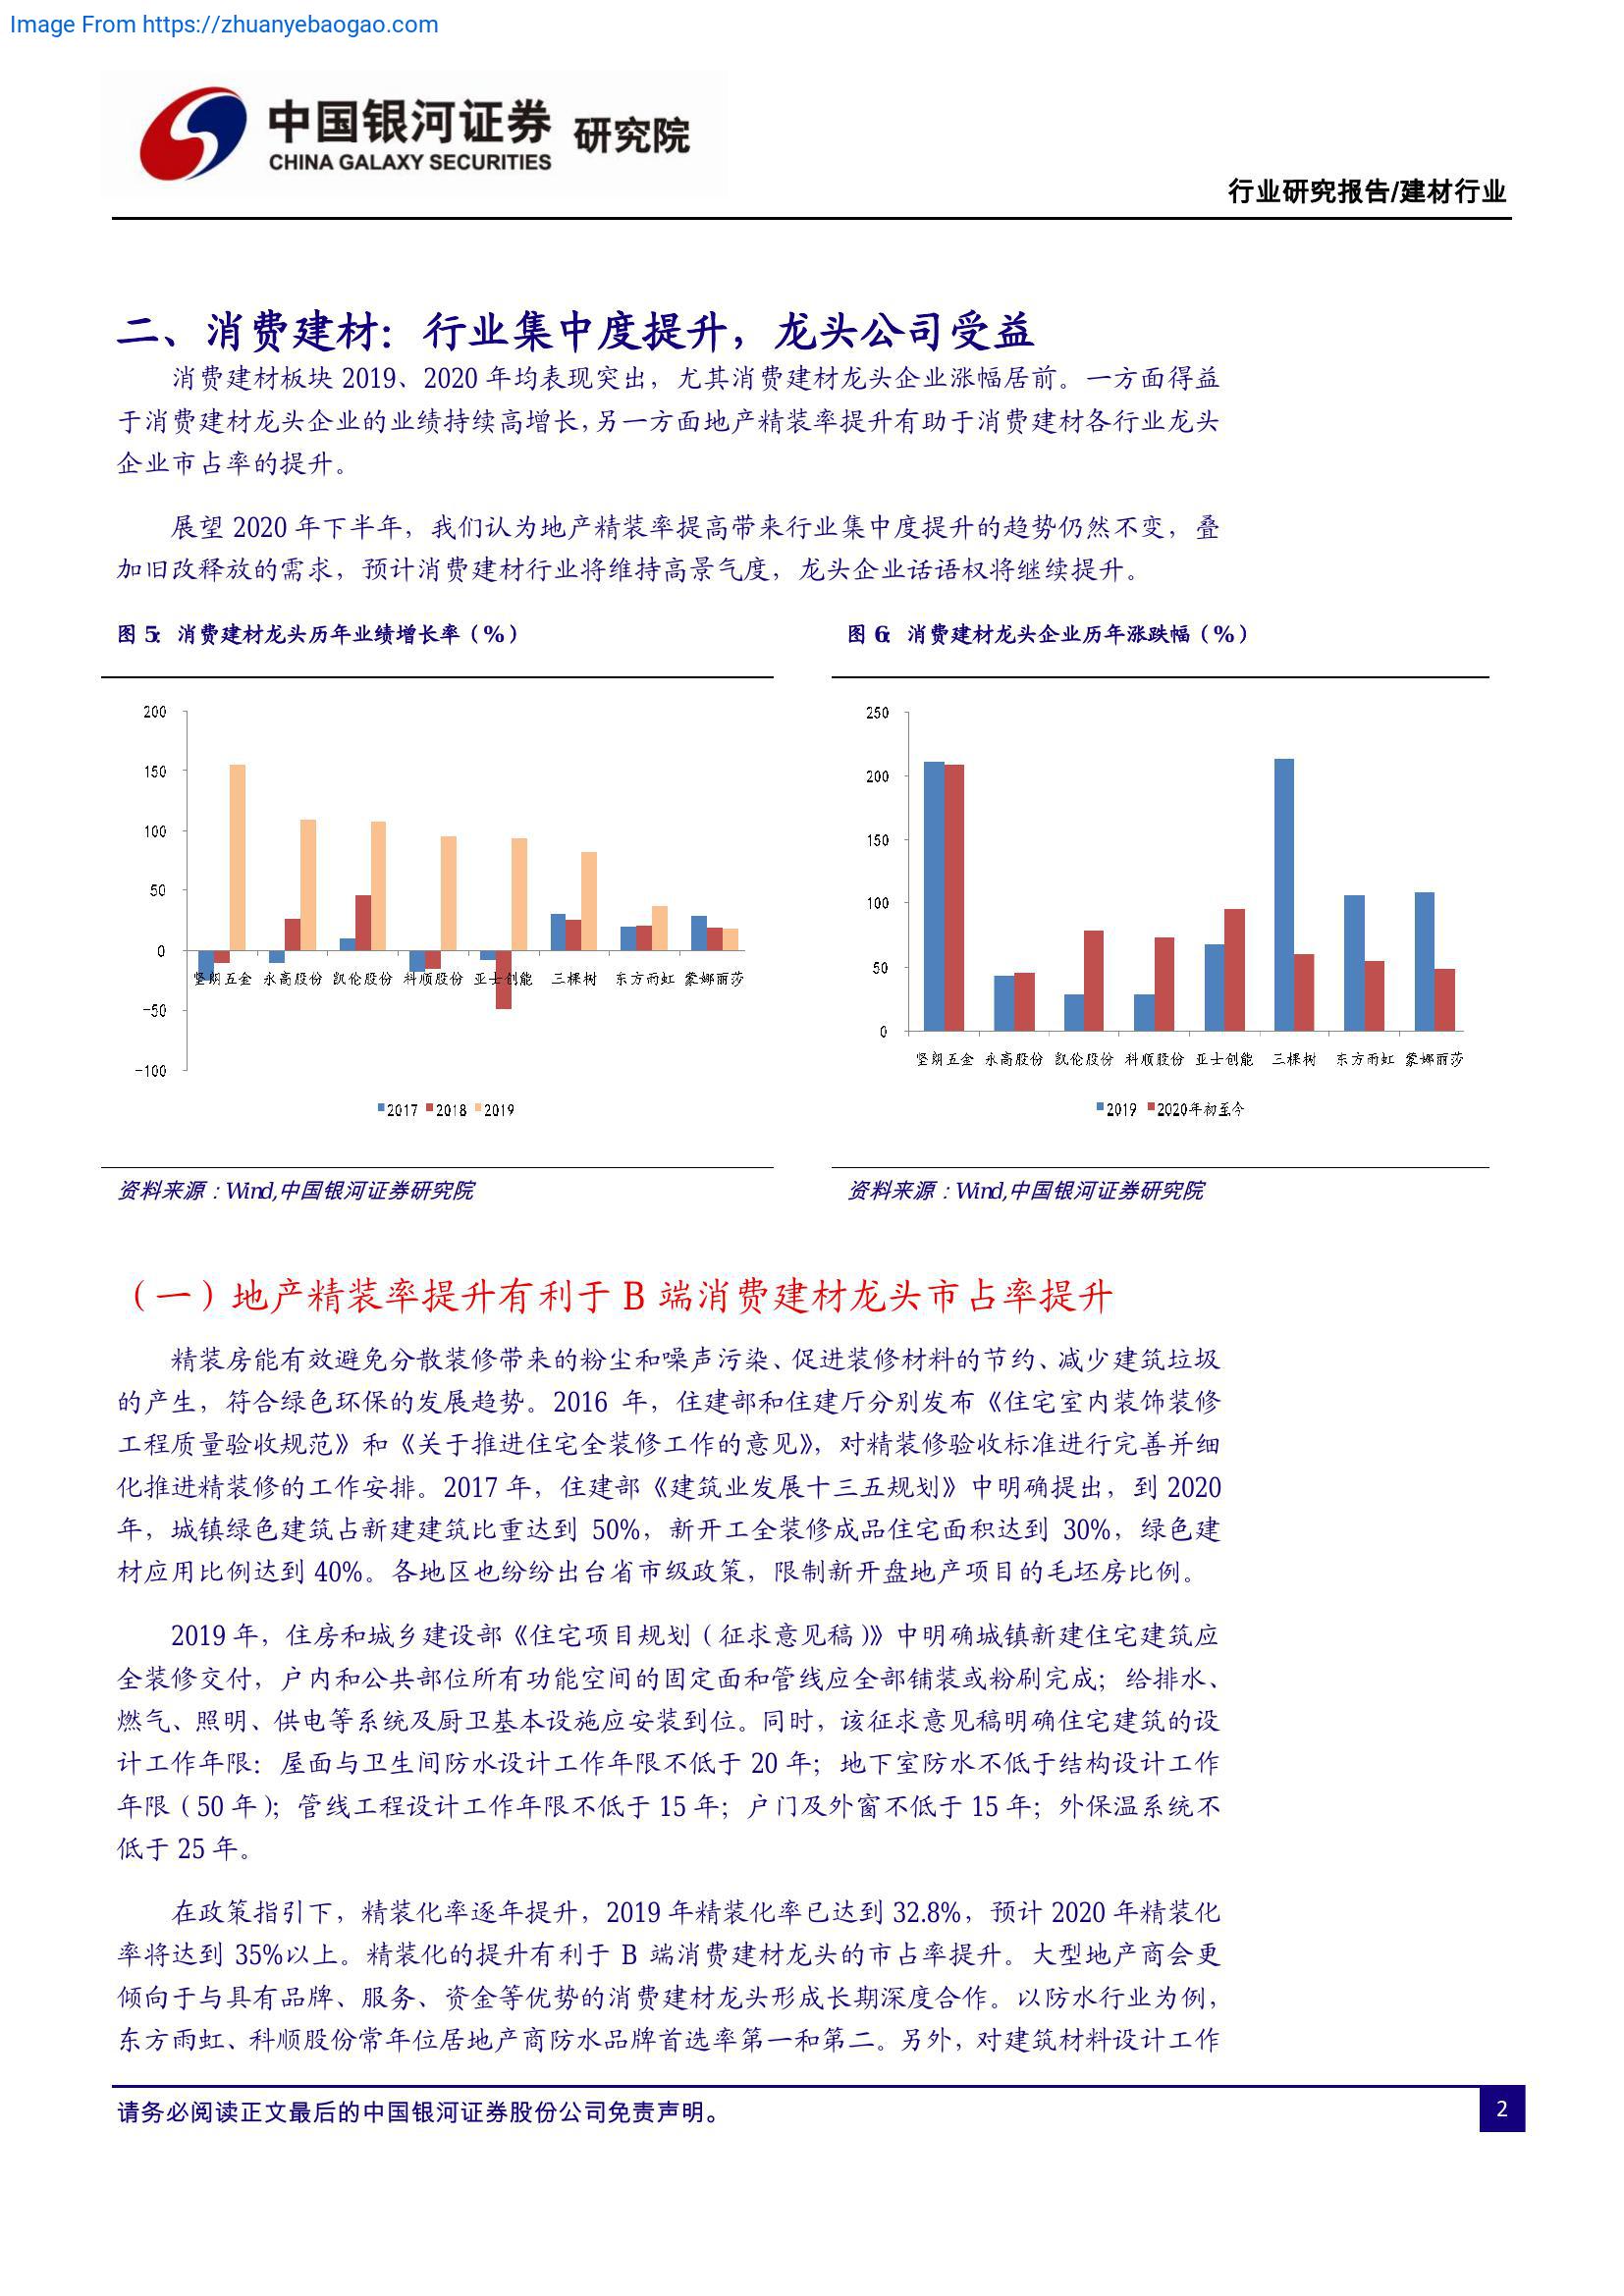 Image From https://zhuanyebaogao.com
中国银河证券 研究院
CHINA GALAXY SECURITIES
行业研究报告/建材行业
二、消费建材：行业集中度提升，龙头公司受益
消费建材板块 2019、2020 年均表现突出，尤其消费建材龙头企业涨幅居前。一方面得益
于消费建材龙头企业的业绩持续高增长，另一方面地产精装率提升有助于消费建材各行业龙头
企业市占率的提升。
展望 2020 年下半年，我们认为地产精装率提高带来行业集中度提升的趋势仍然不变，叠
加旧改释放的需求，预计消费建材行业将维持高景气度，龙头企业话语权将继续提升。
图 5：消费建材龙头历年业绩增长率（%）
200
150
100
50
0
-50
-100
坚朗五金 永高股份 凯伦股份 科顺股份 亚士创能 三棵树 东方雨虹 蒙娜丽莎
2017 2018 2019
资料来源：Wind,中国银河证券研究院
图 6：消费建材龙头企业历年涨跌幅（%）
250
200
150
100
50
0
坚朗五金 永高股份 凯伦股份 科顺股份 亚士创能 三棵树 东方雨虹 蒙娜丽莎
2019 2020年初至今
资料来源：Wind,中国银河证券研究院
（一）地产精装率提升有利于 B 端消费建材龙头市占率提升
精装房能有效避免分散装修带来的粉尘和噪声污染、促进装修材料的节约、减少建筑垃圾
的产生，符合绿色环保的发展趋势。2016 年，住建部和住建厅分别发布《住宅室内装饰装修
工程质量验收规范》和《关于推进住宅全装修工作的意见》，对精装修验收标准进行完善并细
化推进精装修的工作安排。2017 年，住建部《建筑业发展十三五规划》中明确提出，到 2020
年，城镇绿色建筑占新建建筑比重达到 50%，新开工全装修成品住宅面积达到 30%，绿色建
材应用比例达到 40%。各地区也纷纷出台省市级政策，限制新开盘地产项目的毛坯房比例。
2019 年，住房和城乡建设部《住宅项目规划（征求意见稿）》中明确城镇新建住宅建筑应
全装修交付，户内和公共部位所有功能空间的固定面和管线应全部铺装或粉刷完成；给排水、
燃气、照明、供电等系统及厨卫基本设施应安装到位。同时，该征求意见稿明确住宅建筑的设
计工作年限：屋面与卫生间防水设计工作年限不低于 20 年；地下室防水不低于结构设计工作
年限（50 年）；管线工程设计工作年限不低于 15 年；户门及外窗不低于 15 年；外保温系统不
低于 25 年。
在政策指引下，精装化率逐年提升，2019 年精装化率已达到 32.8%，预计 2020 年精装化
率将达到 35%以上。精装化的提升有利于 B 端消费建材龙头的市占率提升。大型地产商会更
倾向于与具有品牌、服务、资金等优势的消费建材龙头形成长期深度合作。以防水行业为例，
东方雨虹、科顺股份常年位居地产商防水品牌首选率第一和第二。另外，对建筑材料设计工作
请务必阅读正文最后的中国银河证券股份公司免责声明。
2